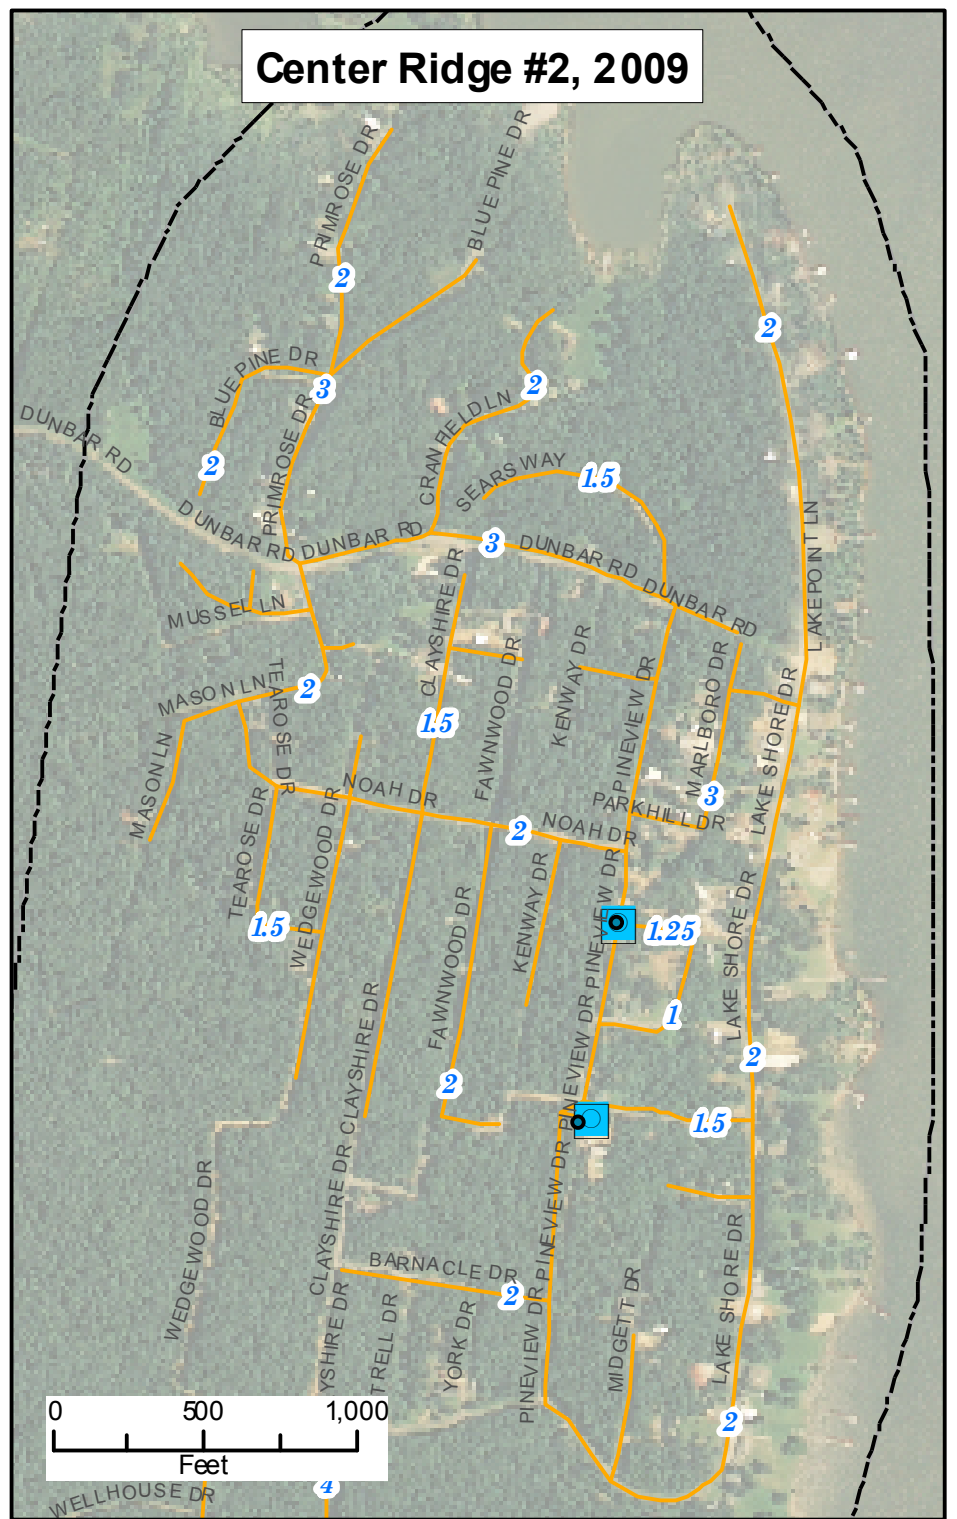 Center Ridge #2, 2009
PRIMROSE DR
BLUE PINE DR
2
2
BLUE PINE DR
3
2
DUNBAR RD
PRIMROSE DR
CRANFIELD LN
SEARS WAY
1.5
2
DUNBAR RD
DUNBAR RD
3
DUNBAR RD
DUNBAR RD
LAKEPOINT LN
MUSSEL LN
CLAYSHIRE DR
MASON LN
TEAROSE DR
2
FAWNWOOD DR
KENWAY DR
PINEVIEW DR
MARLBORO DR
LAKE SHORE DR
1.5
MASON LN
NOAH DR
PARKHILL DR
3
TEAROSE DR
WEDGEWOOD DR
2
NOAH DR
1.5
FAWNWOOD DR
KENWAY DR
PINEVIEW DR
1.25
LAKE SHORE DR
CLAYSHIRE DR
PINEVIEW DR
1
2
2
1.5
WEDGEWOOD DR
CLAYSHIRE DR
PINEVIEW DR
BARNACLE DR
2
LAKE SHORE DR
YSHIRE DR
TRELL DR
YORK DR
PINEVIEW DR
MIDGETT DR
2
0 500 1,000
Feet
WELLHOUSE DR
4